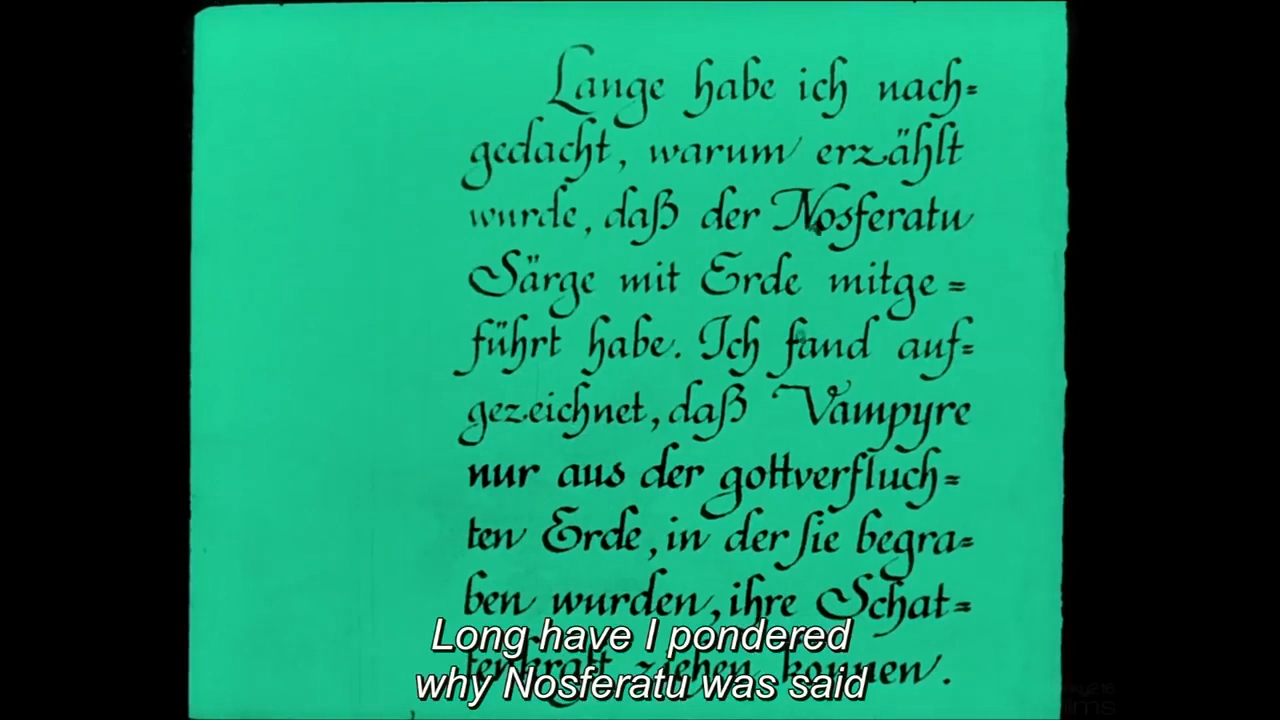 Lange habe ich nach=
gedacht, warum erzählt
wurde, daß der Nosferatu
Särge mit Erde mitge=
führt habe. Ich fand auf=
gezeichnet, daß Vampyre
nur aus der gottverfluch=
ten Erde, in der sie begra=
ben wurden, ihre Schat=
tenkraft ziehen können.
Long have I pondered
why Nosferatu was said